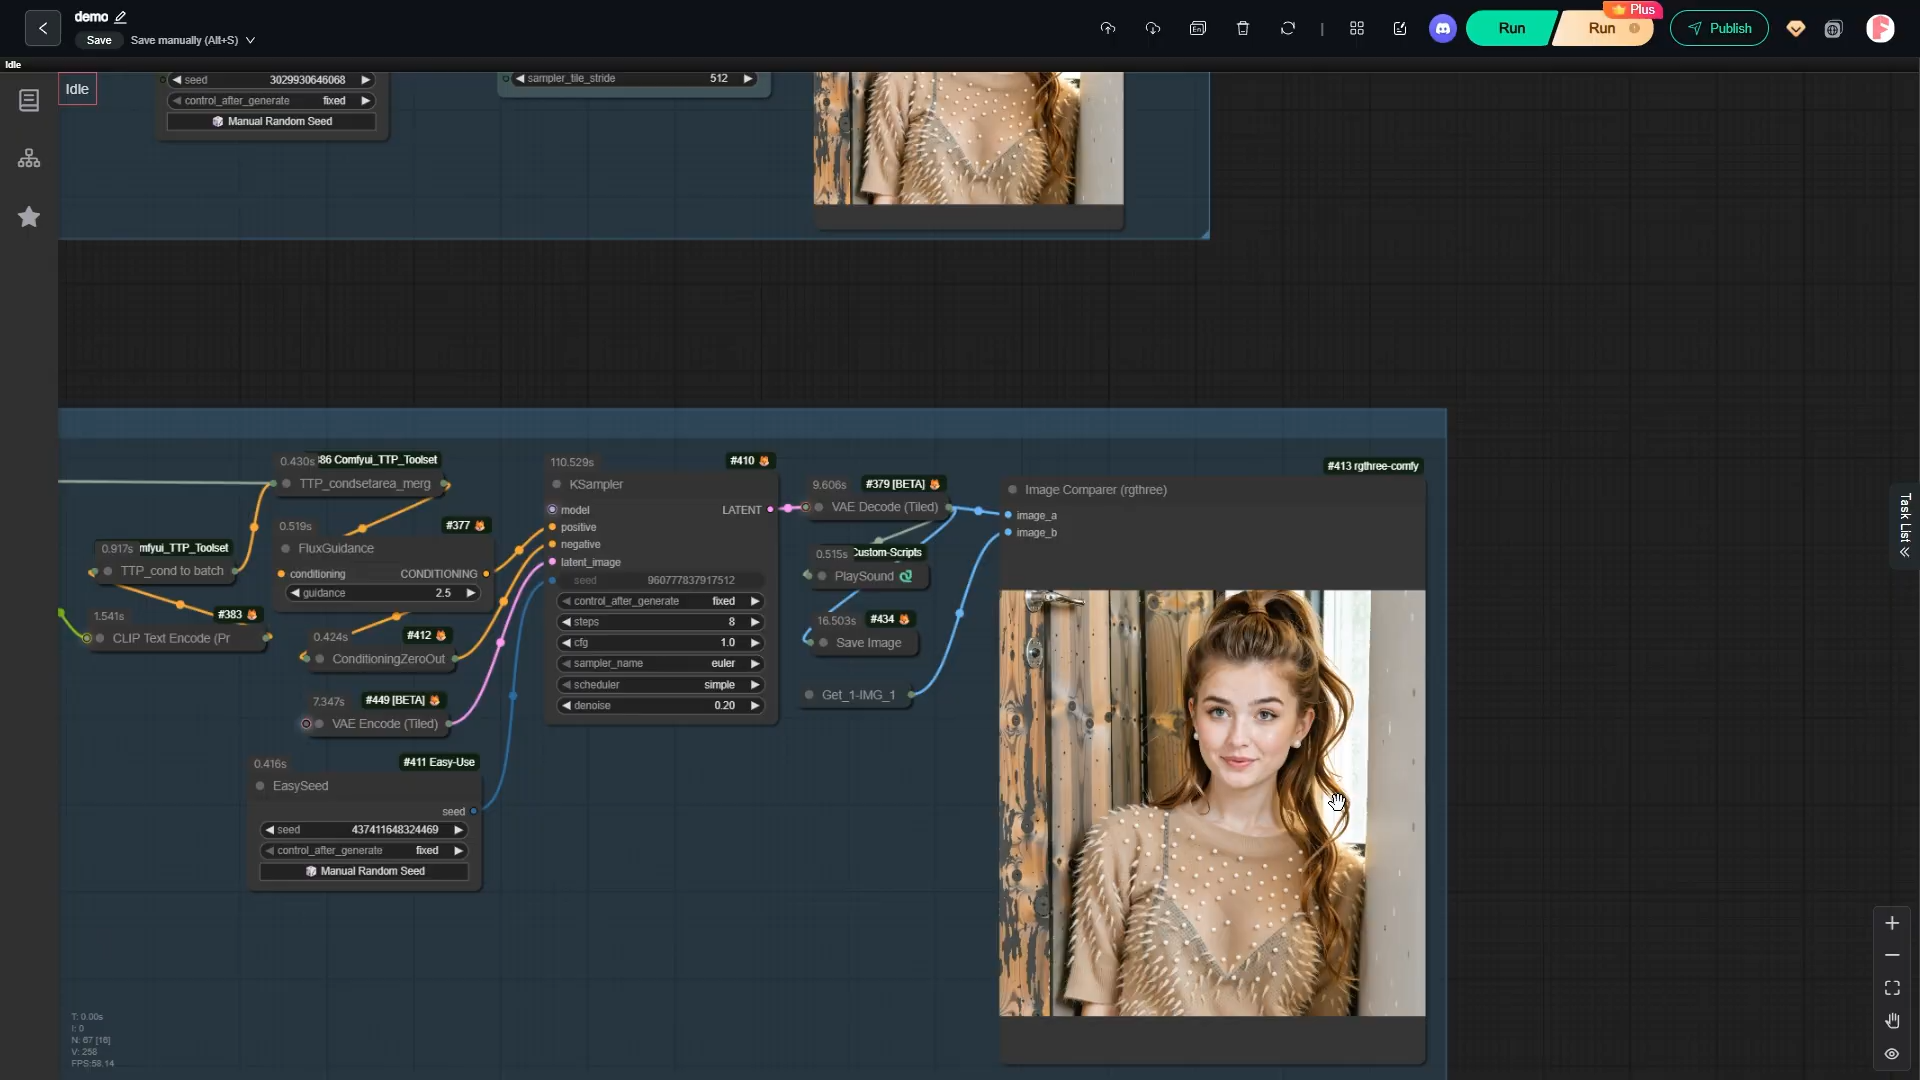 demo
Save
Save manually (Alt+S)
En
Run
Run
Plus
Publish
Idle
Idle
seed 3029930646068
control_after_generate fixed
Manual Random Seed
sampler_tile_stride 512
0.430s
86 Comfyui_TTP_Toolset
TTP_condsetarea_merg
0.519s
#377
FluxGuidance
conditioning CONDITIONING
guidance 2.5
0.917s
mfyui_TTP_Toolset
TTP_cond to batch
1.541s
#383
CLIP Text Encode (Pr
0.424s
#412
ConditioningZeroOut
7.347s
#449 [BETA]
VAE Encode (Tiled)
0.416s
#411 Easy-Use
EasySeed
seed
seed 437411648324469
control_after_generate fixed
Manual Random Seed
110.529s
#410
KSampler
model LATENT
positive
negative
latent_image
seed 960777837917512
control_after_generate fixed
steps 8
cfg 1.0
sampler_name euler
scheduler simple
denoise 0.20
9.606s
#379 [BETA]
VAE Decode (Tiled)
0.515s
Custom-Scripts
PlaySound
16.503s
#434
Save Image
Get_1-IMG_1
#413 rgthree-comfy
Image Comparer (rgthree)
image_a
image_b
Task List
T: 0.00s
I: 0
N: 67 [16]
V: 256
FPS:58.14